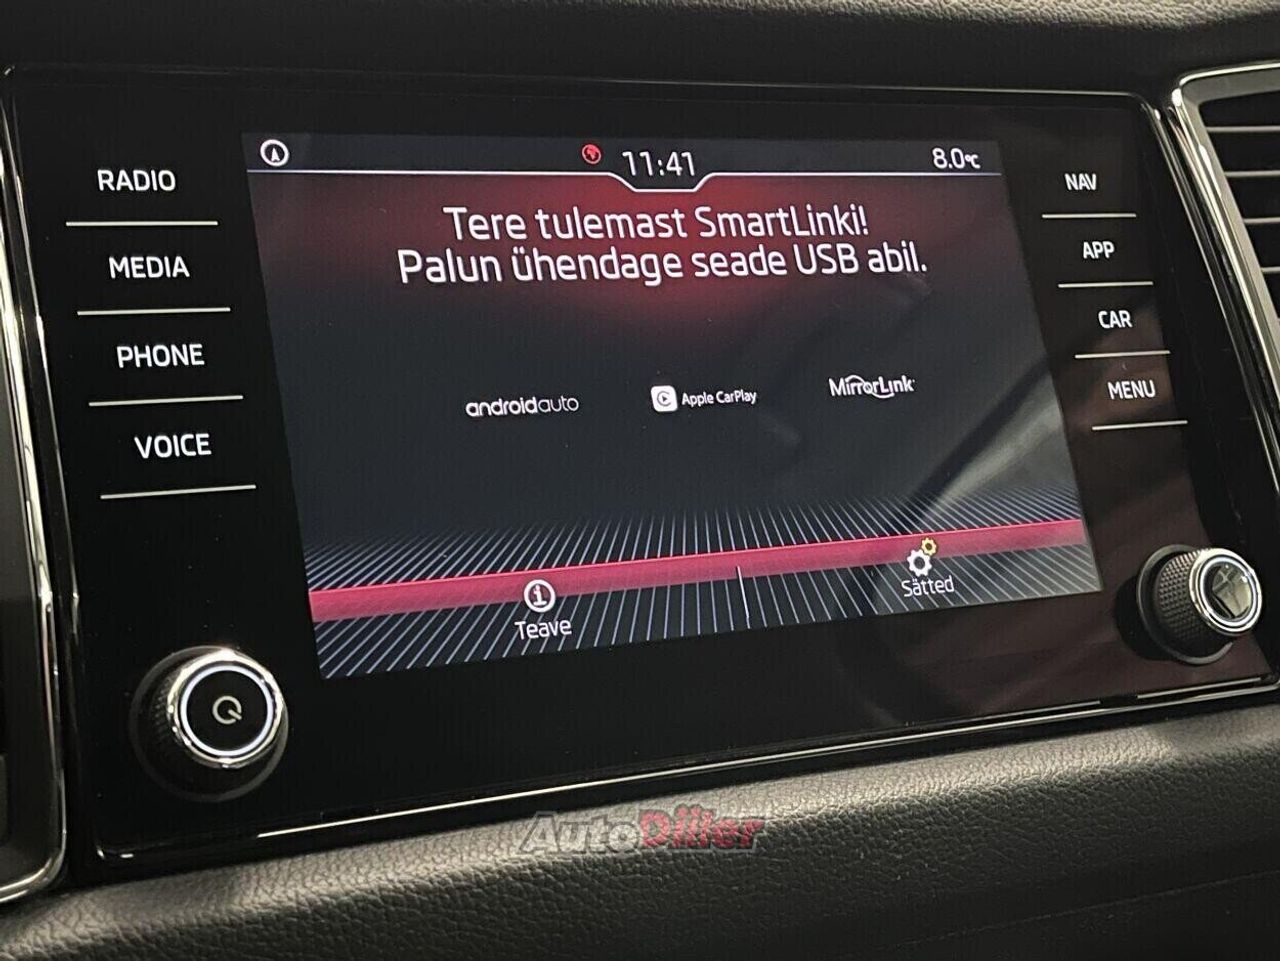 11:41
8.0°C
RADIO
MEDIA
PHONE
VOICE
Tere tulemast SmartLinki!
Palun ühendage seade USB abil.
androidauto
Apple CarPlay
MirrorLink
Teave
Sätted
NAV
APP
CAR
MENU
AutoDiiler